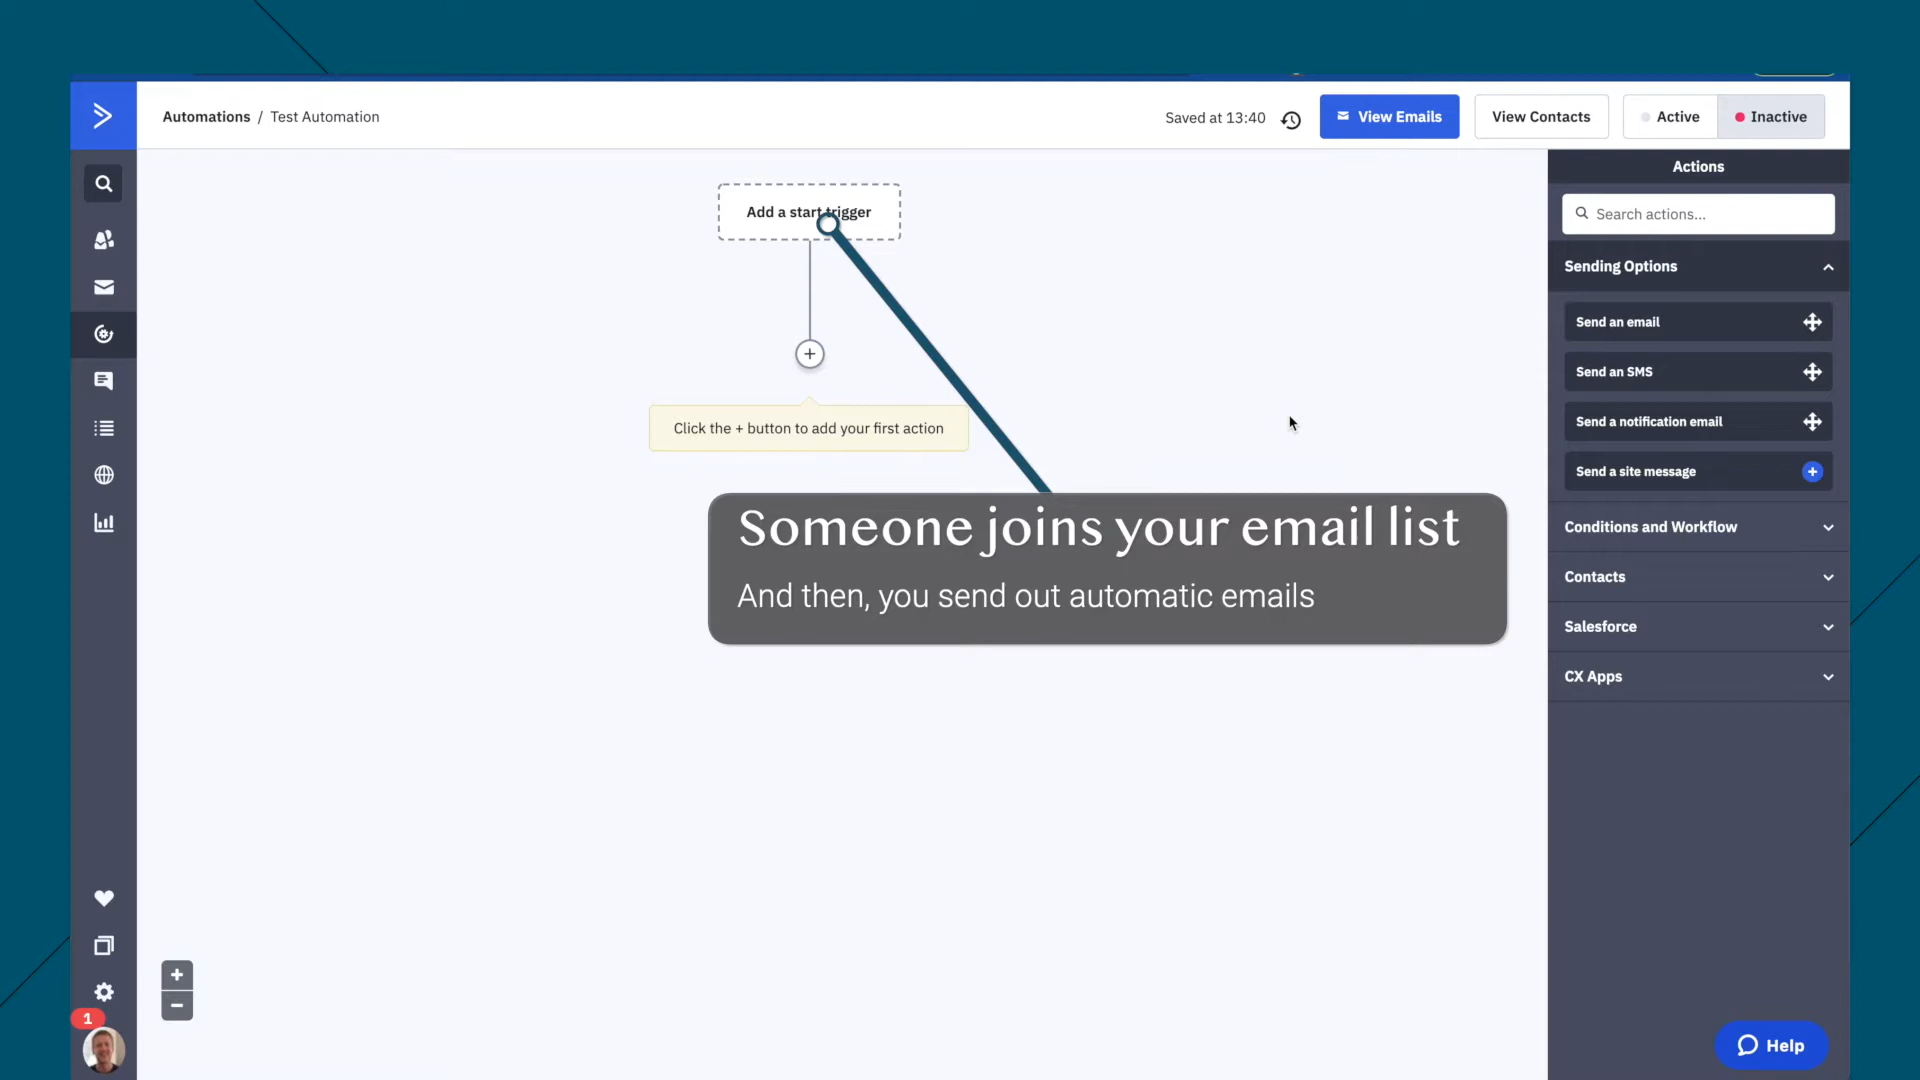 Automations / Test Automation
Saved at 13:40
View Emails
View Contacts
Active
Inactive
Add a start trigger
Click the + button to add your first action
Someone joins your email list
And then, you send out automatic emails
Actions
Search actions...
Sending Options
Send an email
Send an SMS
Send a notification email
Send a site message
Conditions and Workflow
Contacts
Salesforce
CX Apps
1
Help